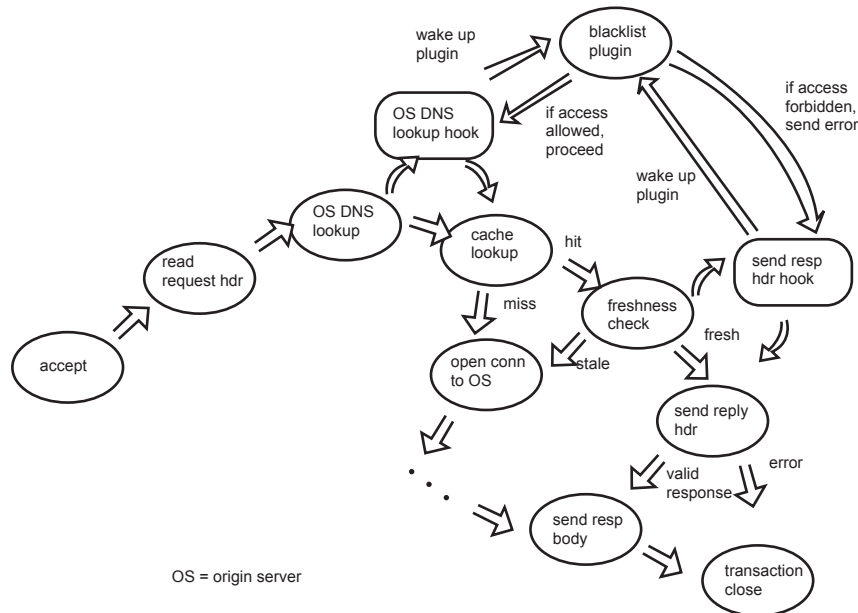 blacklist
plugin
wake up
plugin
if access
forbidden,
send error
OS DNS
lookup hook
if access
allowed,
proceed
wake up
plugin
OS DNS
lookup
cache
lookup
hit
send resp
hdr hook
read
request hdr
miss
freshness
check
fresh
accept
open conn
to OS
stale
send reply
hdr
valid
response
error
send resp
body
transaction
close
OS = origin server